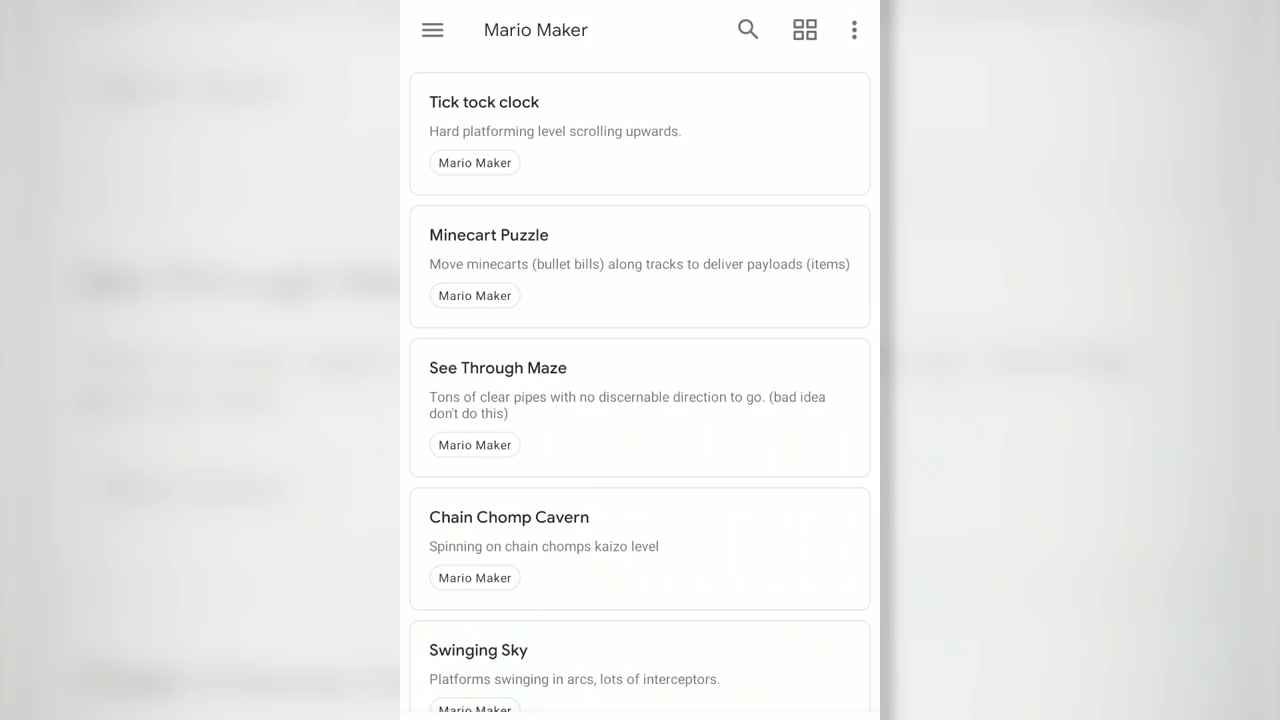 Mario Maker
Tick tock clock
Hard platforming level scrolling upwards.
Mario Maker
Minecart Puzzle
Move minecarts (bullet bills) along tracks to deliver payloads (items)
Mario Maker
See Through Maze
Tons of clear pipes with no discernable direction to go. (bad idea
don't do this)
Mario Maker
Chain Chomp Cavern
Spinning on chain chomps kaizo level
Mario Maker
Swinging Sky
Platforms swinging in arcs, lots of interceptors.
Mario Maker